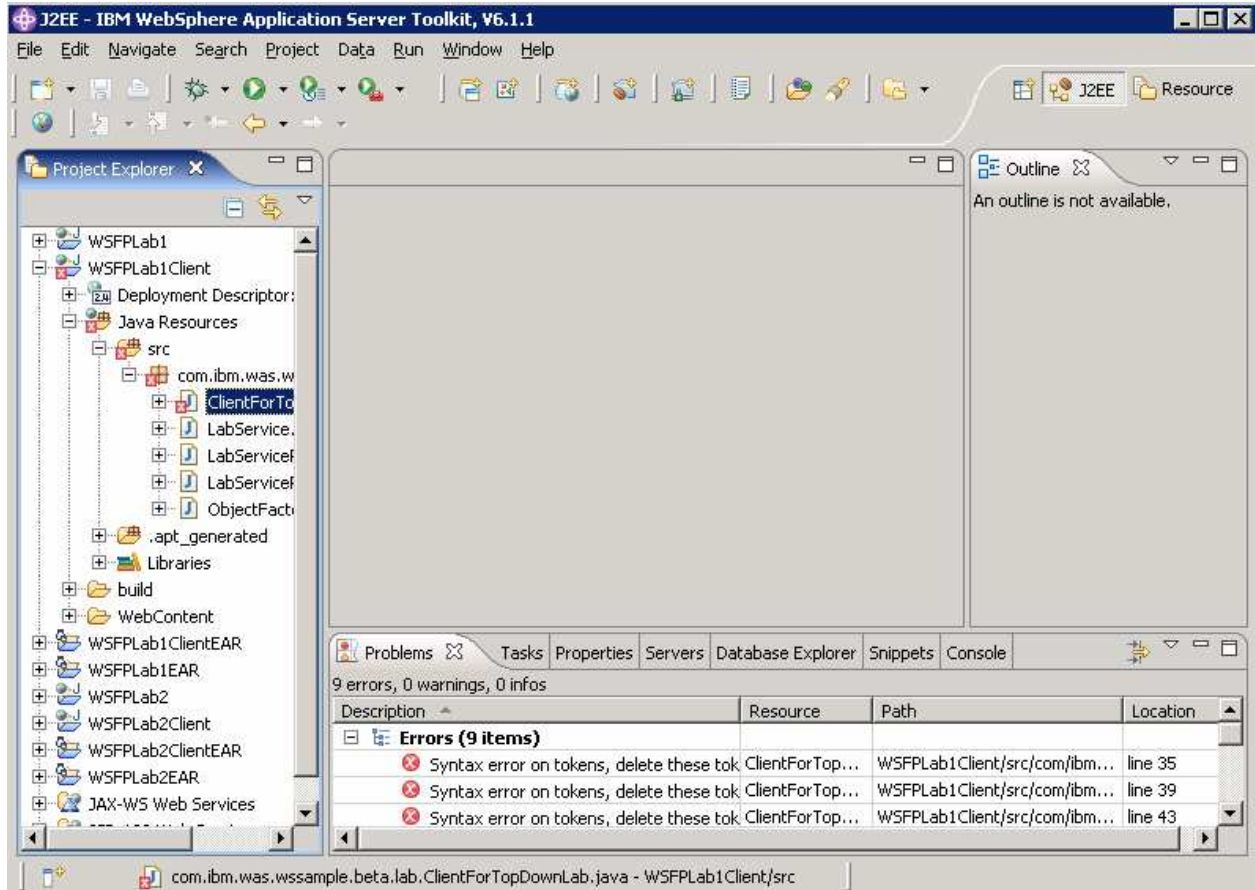 J2EE - IBM WebSphere Application Server Toolkit, V6.1.1
File Edit Navigate Search Project Data Run Window Help
J2EE Resource
Project Explorer
Outline
An outline is not available.
WSFPLab1
WSFPLab1Client
2.4 Deployment Descriptor:
Java Resources
src
com.ibm.was.w
ClientForTo
LabService.
LabServiceP
LabServiceP
ObjectFact
.apt_generated
Libraries
build
WebContent
WSFPLab1ClientEAR
WSFPLab1EAR
WSFPLab2
WSFPLab2Client
WSFPLab2ClientEAR
WSFPLab2EAR
JAX-WS Web Services
Problems Tasks Properties Servers Database Explorer Snippets Console
9 errors, 0 warnings, 0 infos
Description Resource Path Location
Errors (9 items)
Syntax error on tokens, delete these tok ClientForTop... WSFPLab1Client/src/com/ibm... line 35
Syntax error on tokens, delete these tok ClientForTop... WSFPLab1Client/src/com/ibm... line 39
Syntax error on tokens, delete these tok ClientForTop... WSFPLab1Client/src/com/ibm... line 43
com.ibm.was.wssample.beta.lab.ClientForTopDownLab.java - WSFPLab1Client/src